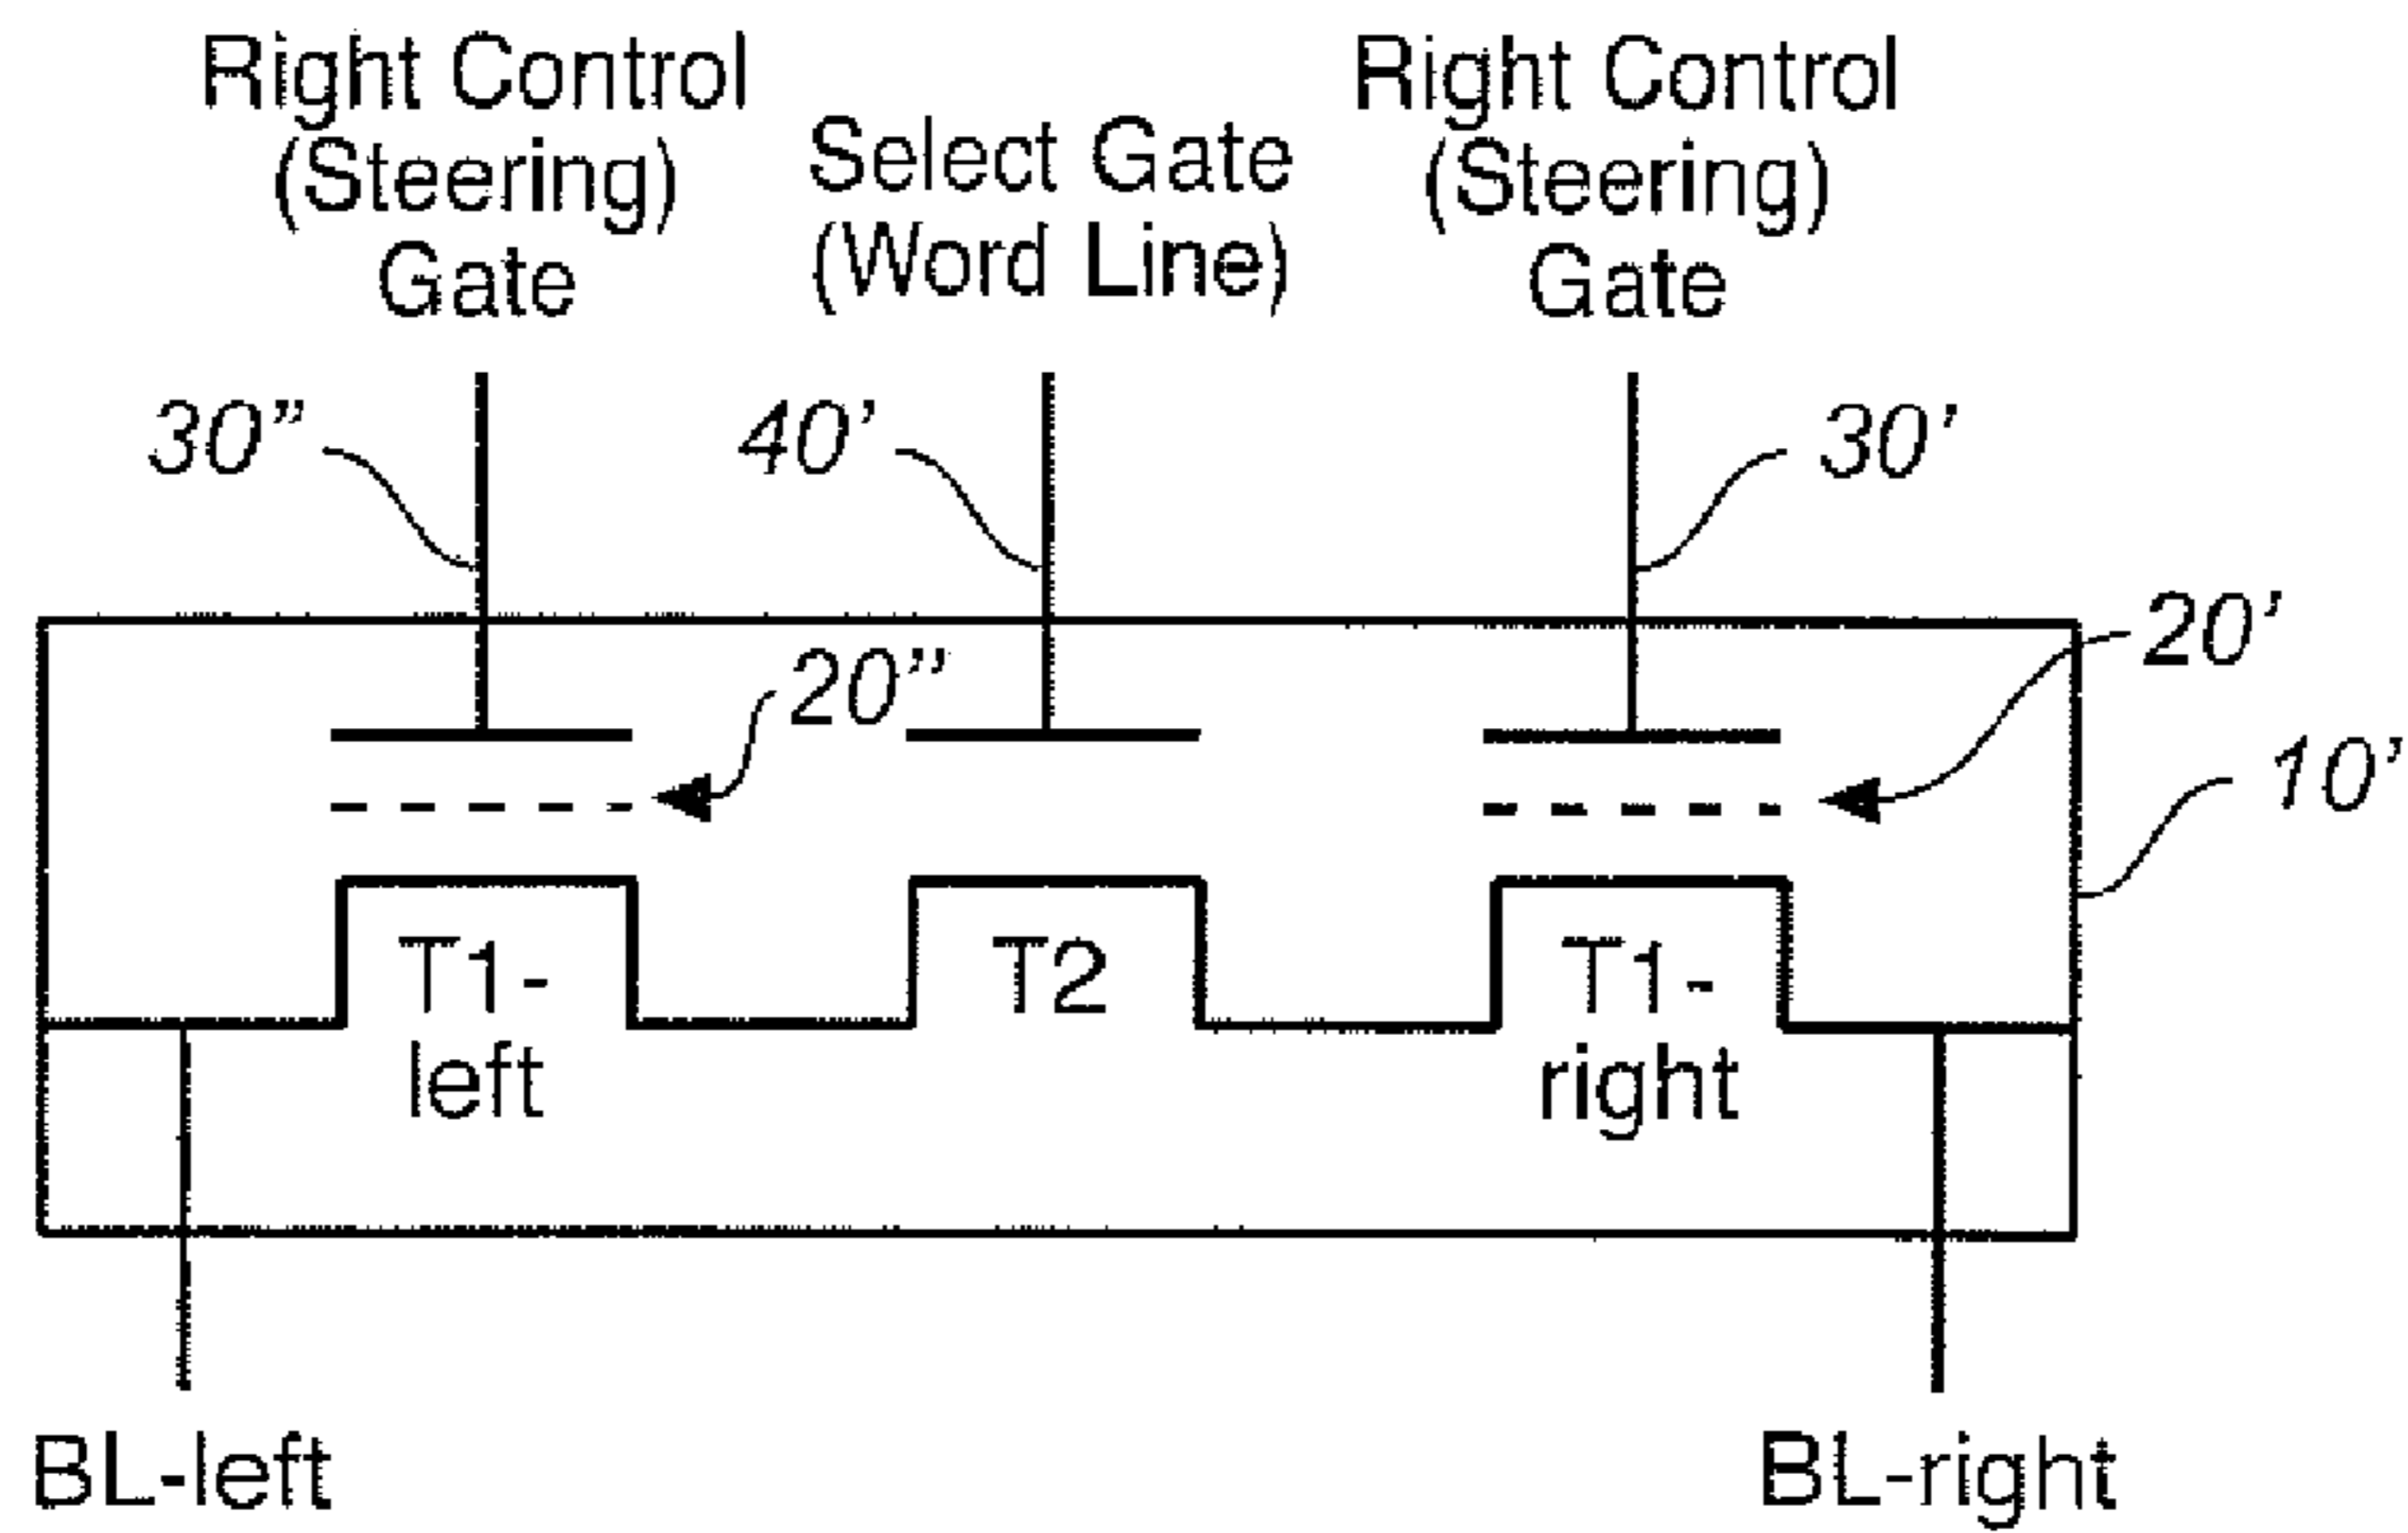 Right Control
(Steering)
Gate
Select Gate
(Word Line)
Right Control
(Steering)
Gate
30”
40’
30’
20’
20”
10’
T1-
left
T2
T1-
right
BL-left
BL-right